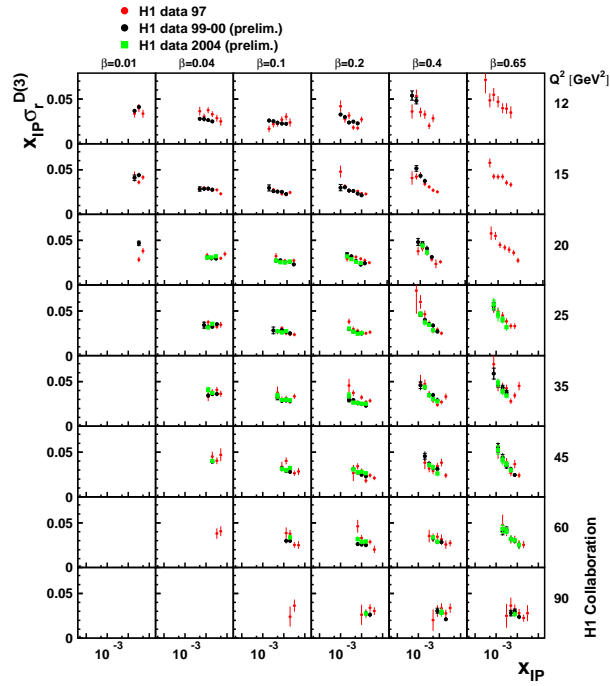 H1 data 97
H1 data 99-00 (prelim.)
H1 data 2004 (prelim.)
β=0.01 β=0.04 β=0.1 β=0.2 β=0.4 β=0.65 Q² [GeV²]
x_IP σ_r^D(3)
0.05 12
0
0.05 15
0
0.05 20
0
0.05 25
0
0.05 35
0
0.05 45
0
0.05 60
0
0.05 90
0
10⁻³ 10⁻³ 10⁻³ 10⁻³ 10⁻³ 10⁻³
x_IP
H1 Collaboration